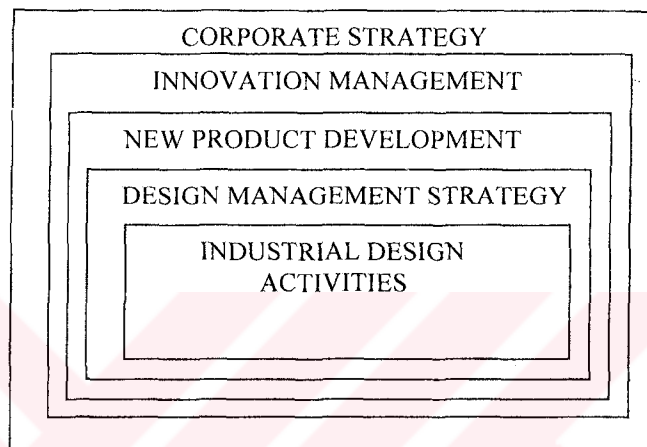 CORPORATE STRATEGY
INNOVATION MANAGEMENT
NEW PRODUCT DEVELOPMENT
DESIGN MANAGEMENT STRATEGY
INDUSTRIAL DESIGN
ACTIVITIES